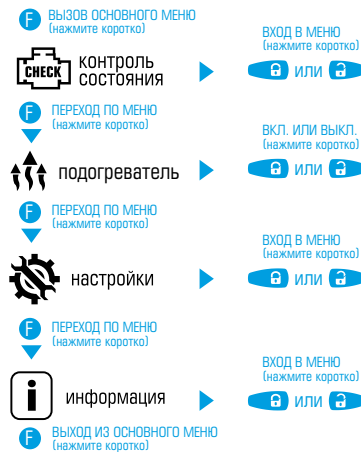 F ВЫЗОВ ОСНОВНОГО МЕНЮ
(нажмите коротко)
ВХОД В МЕНЮ
(нажмите коротко)
CHECK контроль
состояния
или
F ПЕРЕХОД ПО МЕНЮ
(нажмите коротко)
ВКЛ. ИЛИ ВЫКЛ.
(нажмите коротко)
подогреватель
или
F ПЕРЕХОД ПО МЕНЮ
(нажмите коротко)
ВХОД В МЕНЮ
(нажмите коротко)
настройки
или
F ПЕРЕХОД ПО МЕНЮ
(нажмите коротко)
ВХОД В МЕНЮ
(нажмите коротко)
i информация
или
F ВЫХОД ИЗ ОСНОВНОГО МЕНЮ
(нажмите коротко)